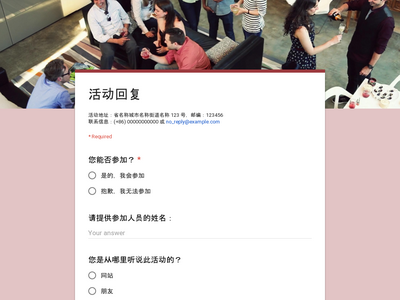 活动回复
活动地址：省名称城市名称街道名称 123 号，邮编：123456
联系信息：(+86) 00000000000 或 no_reply@example.com
* Required
您能否参加？ *
是的，我会参加
抱歉，我无法参加
请提供参加人员的姓名：
Your answer
您是从哪里听说此活动的？
网站
朋友